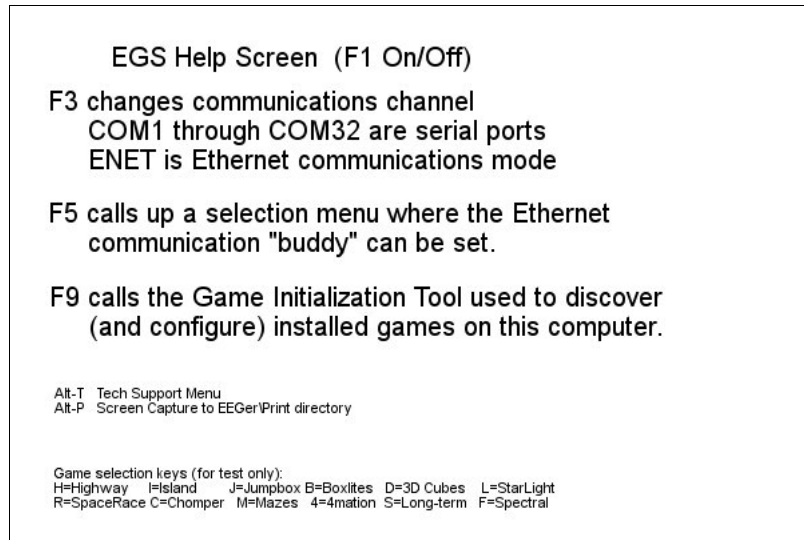 EGS Help Screen (F1 On/Off)
F3 changes communications channel
COM1 through COM32 are serial ports
ENET is Ethernet communications mode
F5 calls up a selection menu where the Ethernet
communication "buddy" can be set.
F9 calls the Game Initialization Tool used to discover
(and configure) installed games on this computer.
Alt-T Tech Support Menu
Alt-P Screen Capture to EEGer\Print directory
Game selection keys (for test only):
H=Highway I=Island J=Jumpbox B=Boxlites D=3D Cubes L=StarLight
R=SpaceRace C=Chomper M=Mazes 4=4mation S=Long-term F=Spectral